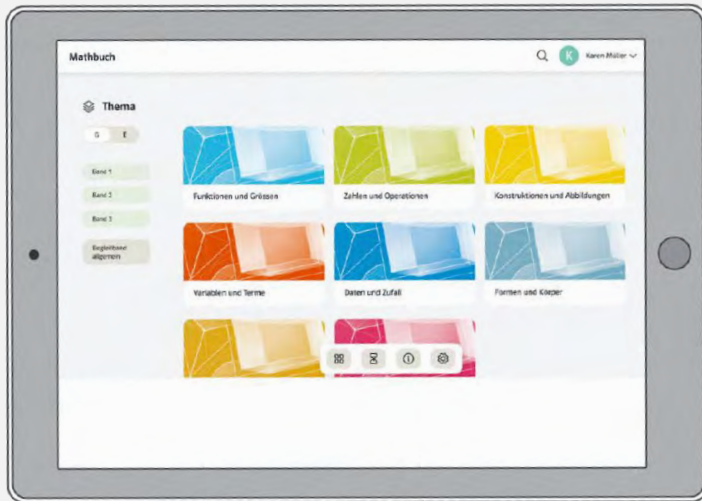 Mathbuch
K
Karen Müller
Thema
G E
Band 1
Band 2
Band 3
Begleitband
allgemein
Funktionen und Grössen
Zahlen und Operationen
Konstruktionen und Abbildungen
Variablen und Terme
Daten und Zufall
Formen und Körper